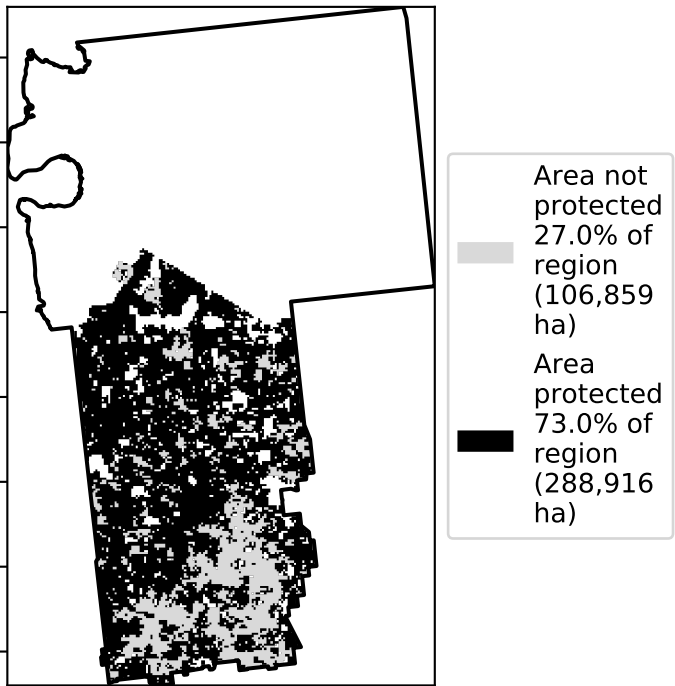 Area not
protected
27.0% of
region
(106,859
ha)
Area
protected
73.0% of
region
(288,916
ha)